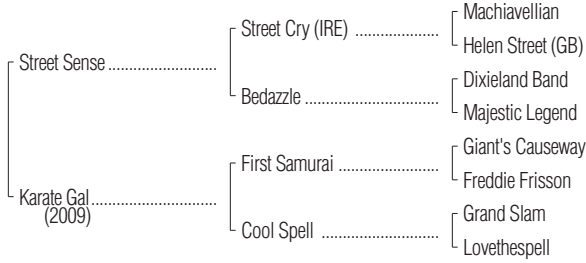 Machiavellian
Street Cry (IRE) ..................
Helen Street (GB)
Street Sense .......................
Dixieland Band
Bedazzle .............................
Majestic Legend
Giant's Causeway
First Samurai .....................
Freddie Frisson
Karate Gal..........................
(2009)
Grand Slam
Cool Spell .........................
Lovethespell